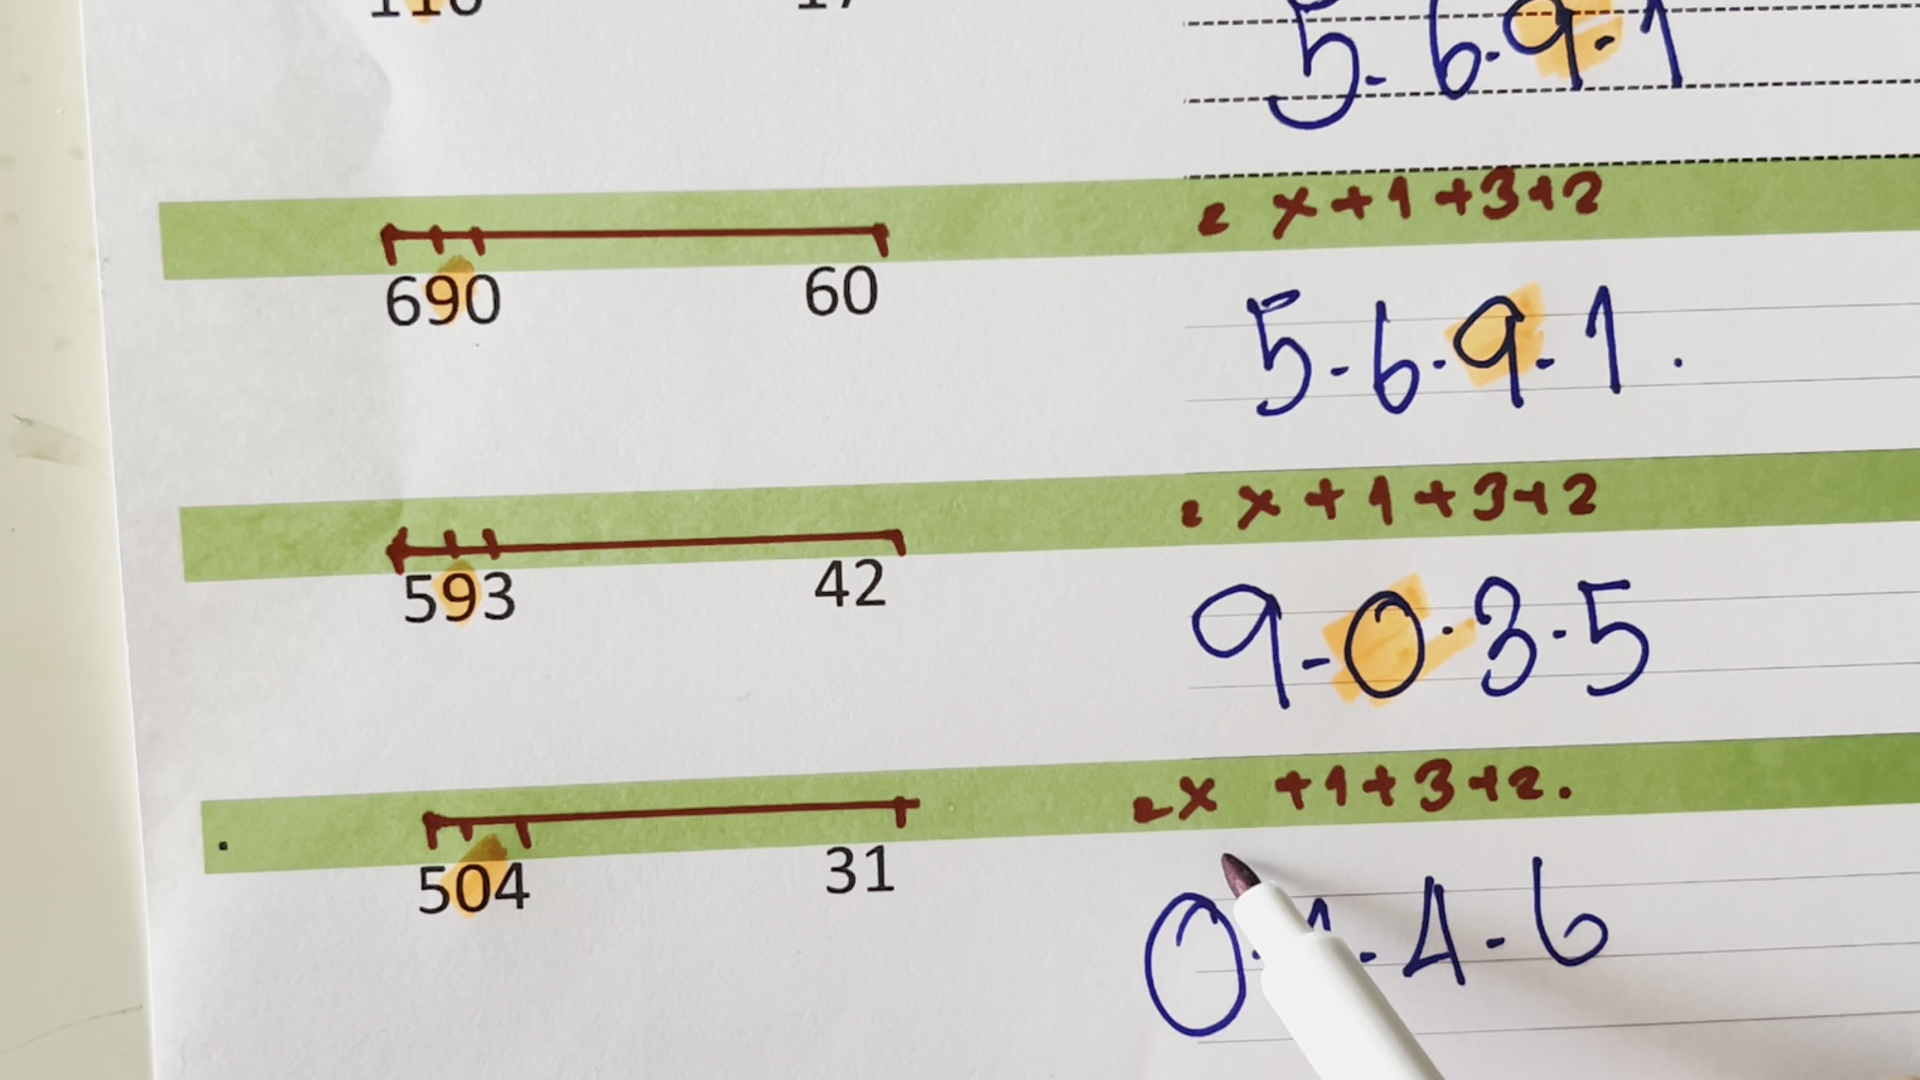 5-6-9-1
x+1+3+2
690 60
5-6-9-1.
x+1+3+2
593 42
9-0-3-5
x+1+3+2.
504 31
0-1-4-6